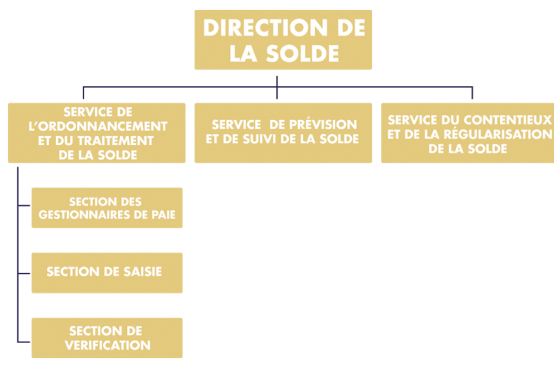 DIRECTION DE
LA SOLDE
SERVICE DE
L'ORDONNANCEMENT
ET DU TRAITEMENT
DE LA SOLDE
SERVICE DE PRÉVISION
ET DE SUIVI DE LA SOLDE
SERVICE DU CONTENTIEUX
ET DE LA RÉGULARISATION
DE LA SOLDE
SECTION DES
GESTIONNAIRES DE PAIE
SECTION DE SAISIE
SECTION DE
VERIFICATION